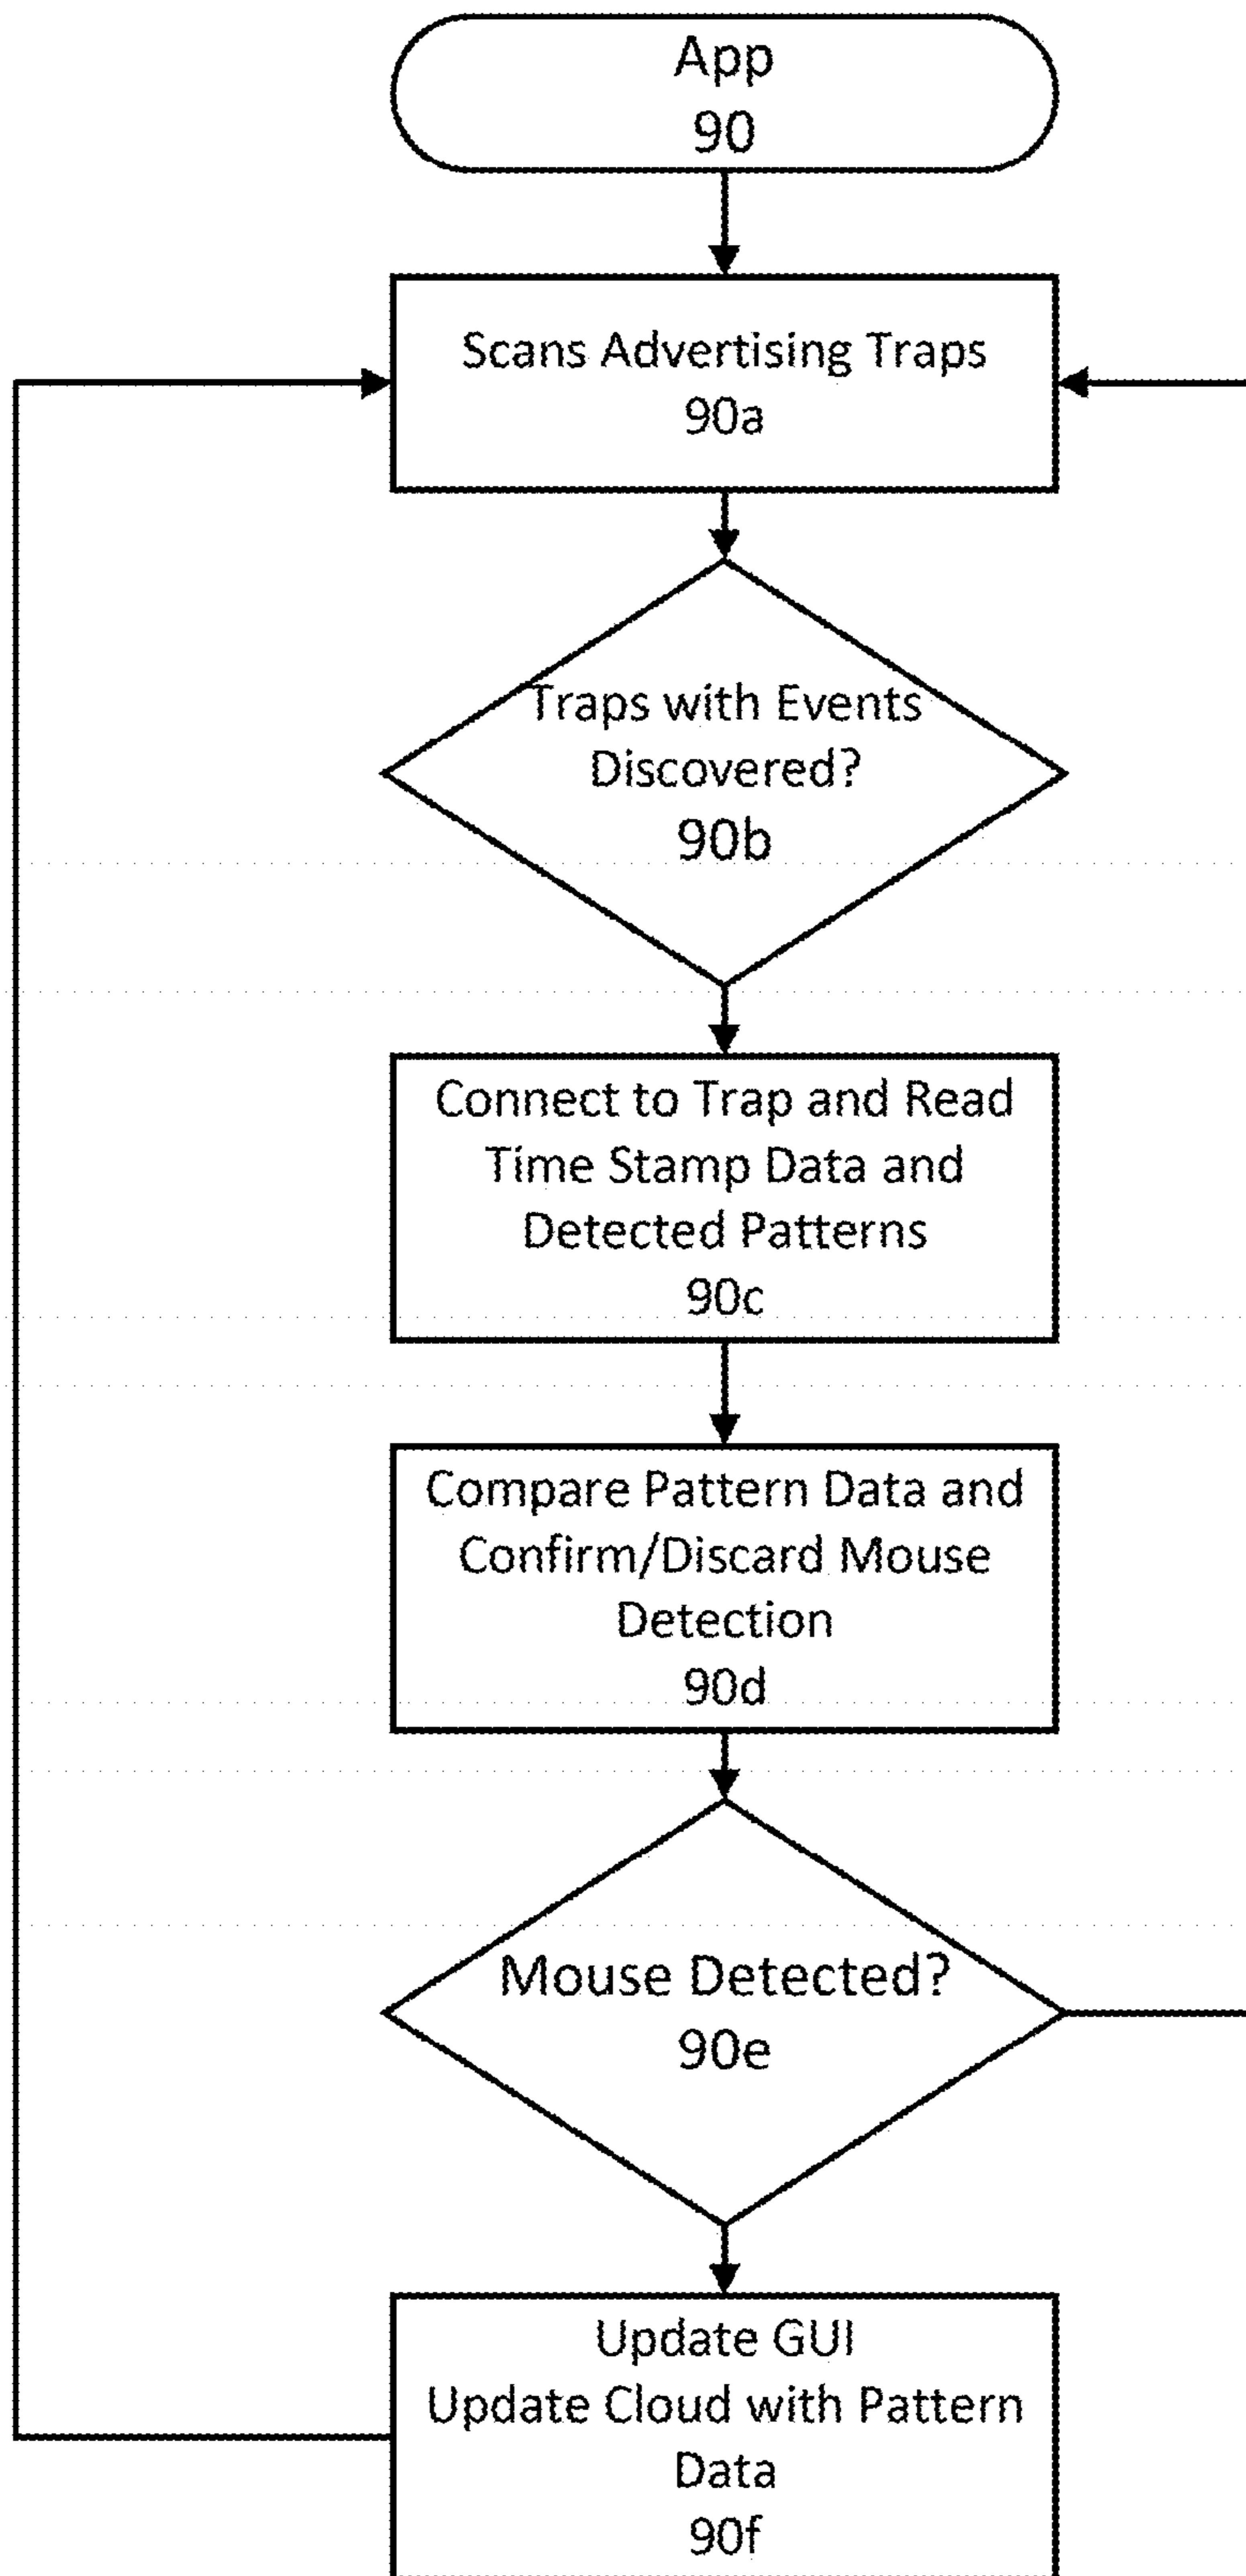 App
90
Scans Advertising Traps
90a
Traps with Events
Discovered?
90b
Connect to Trap and Read
Time Stamp Data and
Detected Patterns
90c
Compare Pattern Data and
Confirm/Discard Mouse
Detection
90d
Mouse Detected?
90e
Update GUI
Update Cloud with Pattern
Data
90f